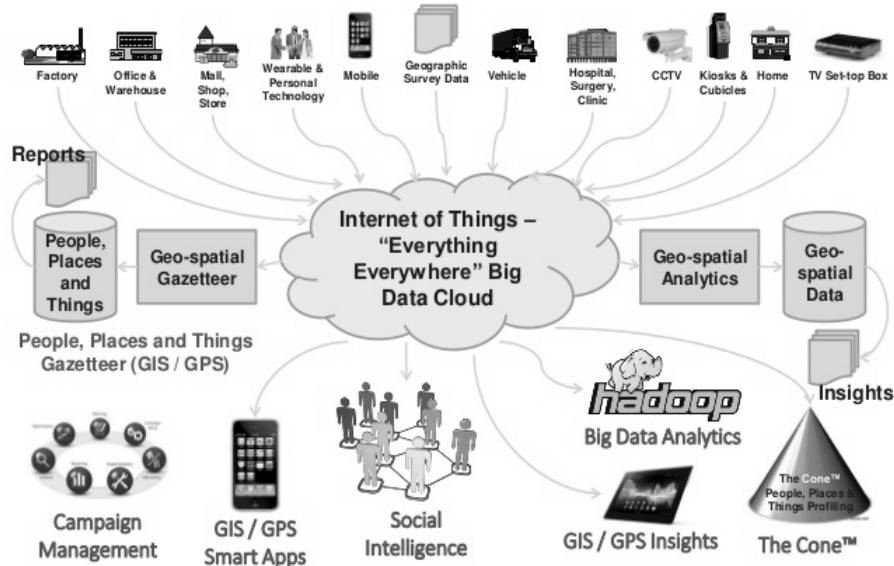 Factory
Office &
Warehouse
Mall,
Shop,
Store
Wearable &
Personal
Technology
Mobile
Geographic
Survey Data
Vehicle
Hospital,
Surgery,
Clinic
CCTV
Kiosks &
Cubicles
Home
TV Set-top Box
Reports
People,
Places
and
Things
Geo-spatial
Gazetteer
Internet of Things –
“Everything
Everywhere” Big
Data Cloud
Geo-spatial
Analytics
Geo-
spatial
Data
People, Places and Things
Gazetteer (GIS / GPS)
Insights
Campaign
Management
GIS / GPS
Smart Apps
Social
Intelligence
hadoop
Big Data Analytics
GIS / GPS Insights
The Cone™
People, Places &
Things Profiling
The Cone™